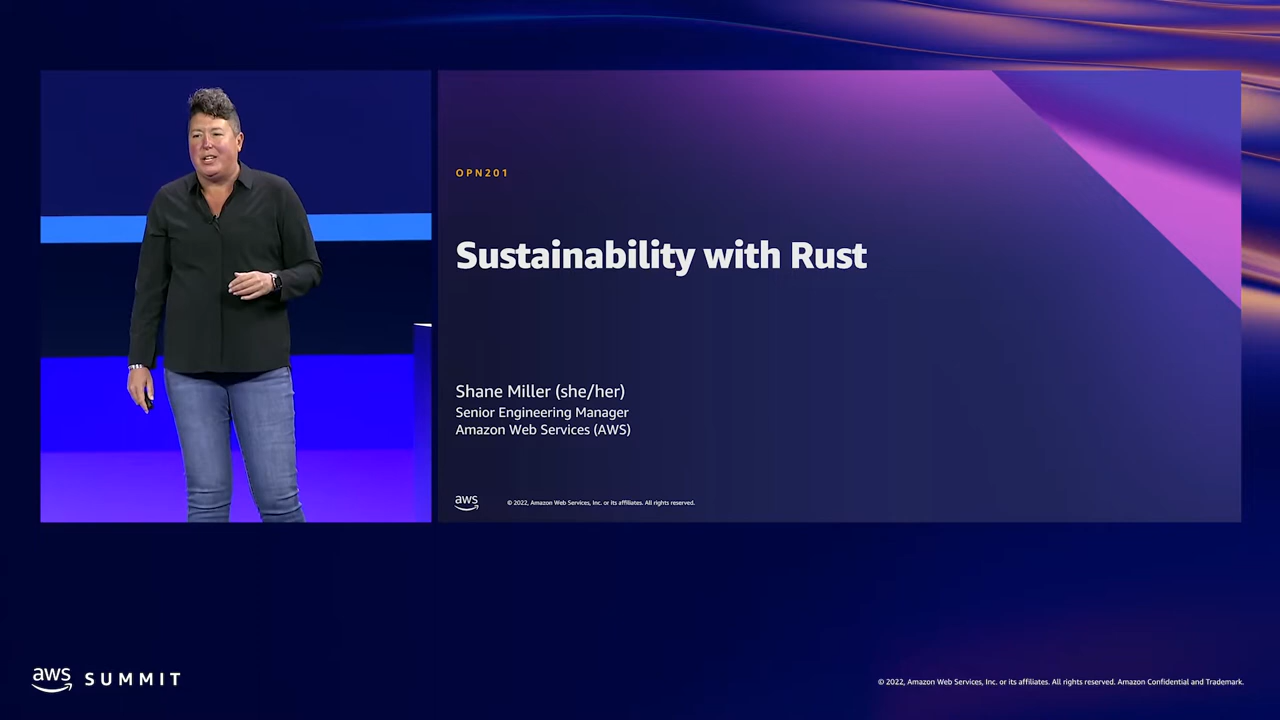 OPN201
Sustainability with Rust
Shane Miller (she/her)
Senior Engineering Manager
Amazon Web Services (AWS)
aws
© 2022, Amazon Web Services, Inc. or its affiliates. All rights reserved.
aws SUMMIT
© 2022, Amazon Web Services, Inc. or its affiliates. All rights reserved. Amazon Confidential and Trademark.